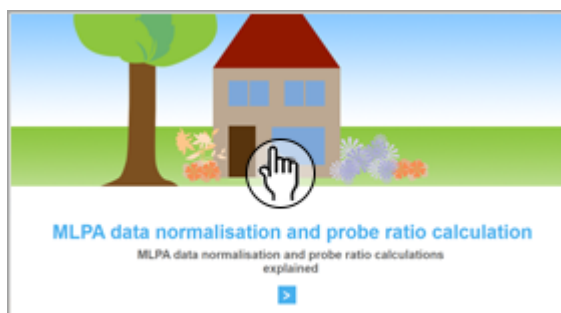 MLPA data normalisation and probe ratio calculation
MLPA data normalisation and probe ratio calculations
explained
>